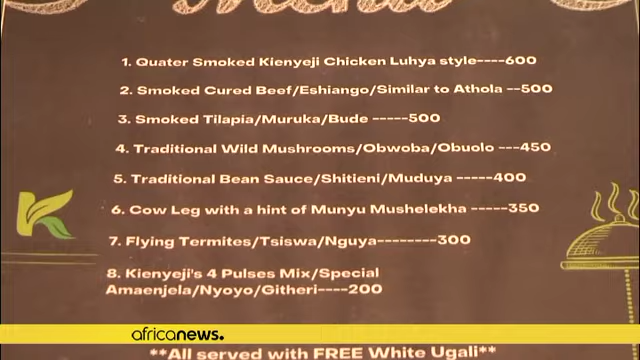 Menu
1. Quater Smoked Kienyeji Chicken Luhya style----600
2. Smoked Cured Beef/Eshiango/Similar to Athola --500
3. Smoked Tilapia/Muruka/Bude -----500
4. Traditional Wild Mushrooms/Obwoba/Obuolo ---450
5. Traditional Bean Sauce/Shitieni/Muduya -----400
6. Cow Leg with a hint of Munyu Mushelekha -----350
7. Flying Termites/Tsiswa/Nguya--------300
8. Kienyeji's 4 Pulses Mix/Special
Amaenjela/Nyoyo/Githeri----200
africanews.
**All served with FREE White Ugali**